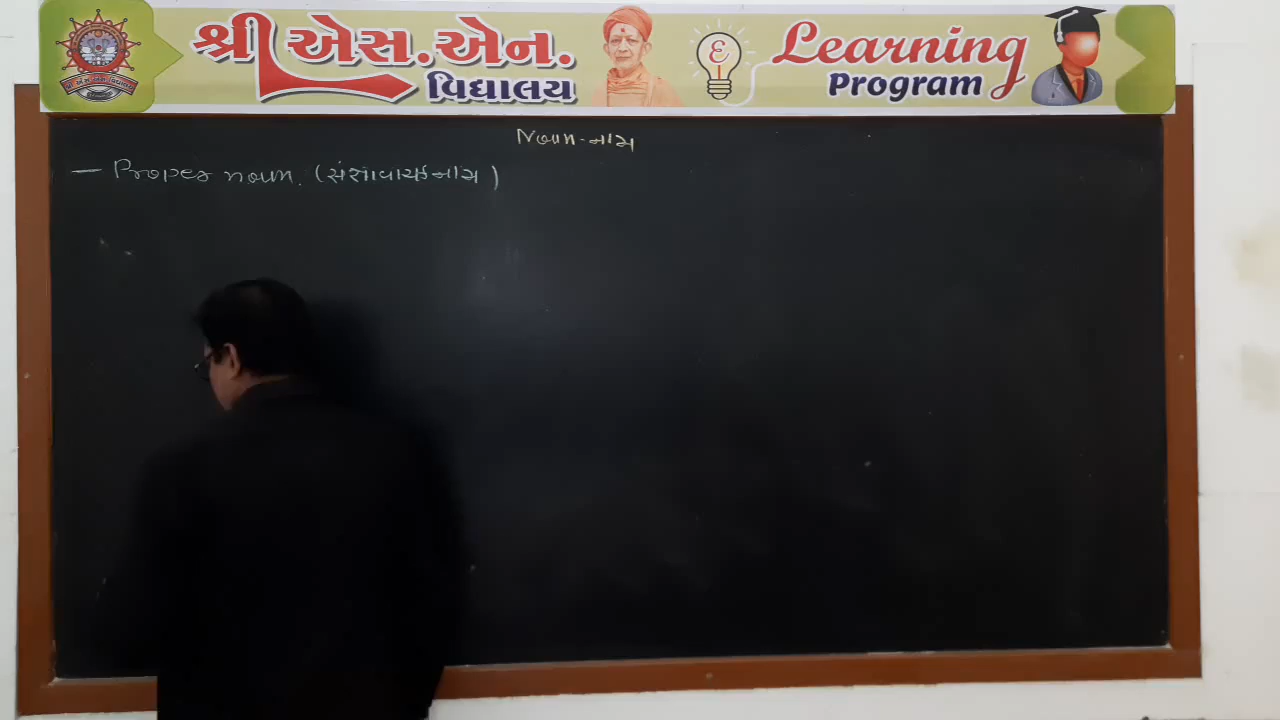 શ્રી એસ.એન.
વિદ્યાલય
Learning
Program
Noun - નામ
— Proper noun. (સંજ્ઞાવાચક નામ)